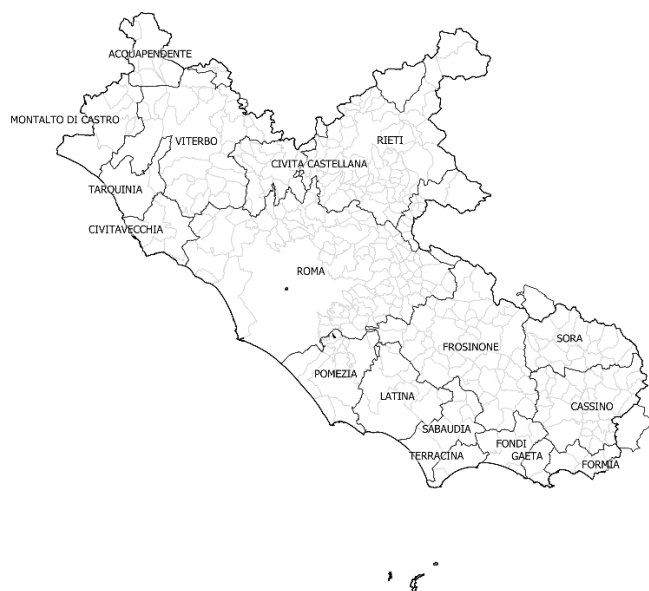 ACQUAPENDENTE
MONTALTO DI CASTRO
VITERBO
RIETI
CIVITA CASTELLANA
TARQUINIA
CIVITAVECCHIA
ROMA
FROSINONE
SORA
POMEZIA
LATINA
CASSINO
SABAUDIA
FONDI
TERRACINA
GAETA
FORMIA